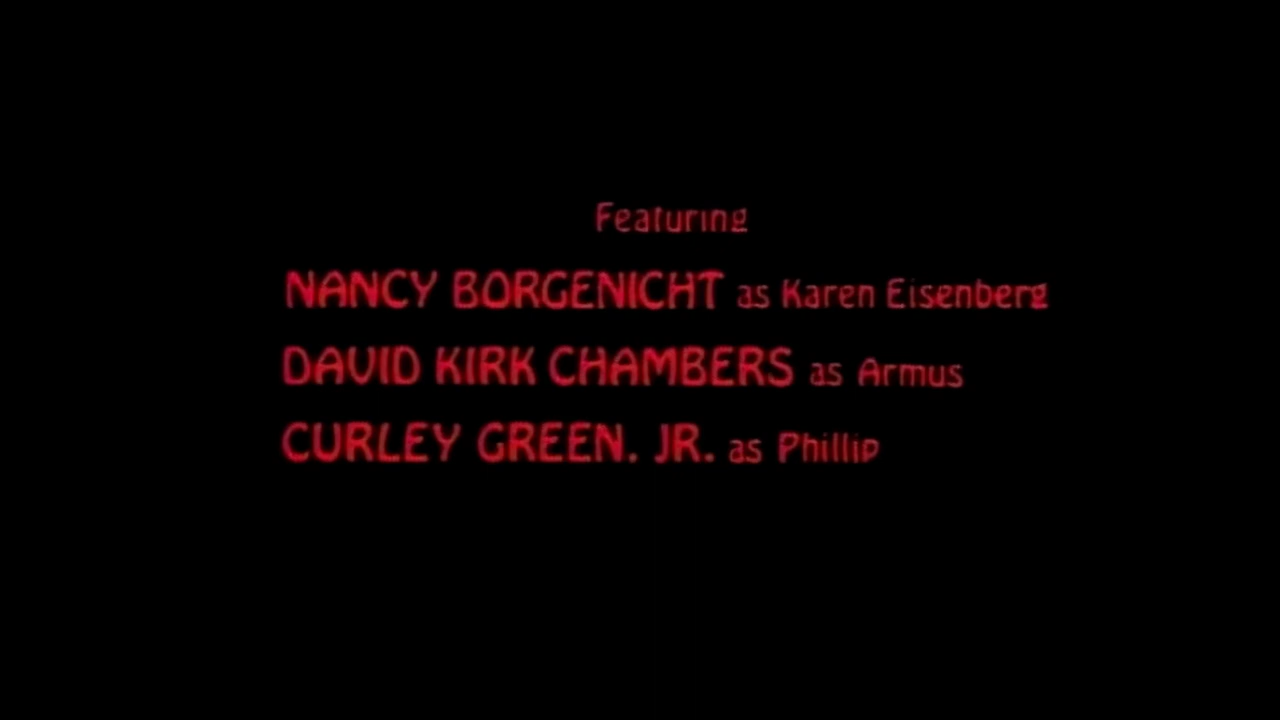 Featuring
NANCY BORGENICHT as Karen Eisenberg
DAVID KIRK CHAMBERS as Armus
CURLEY GREEN. JR. as Phillip